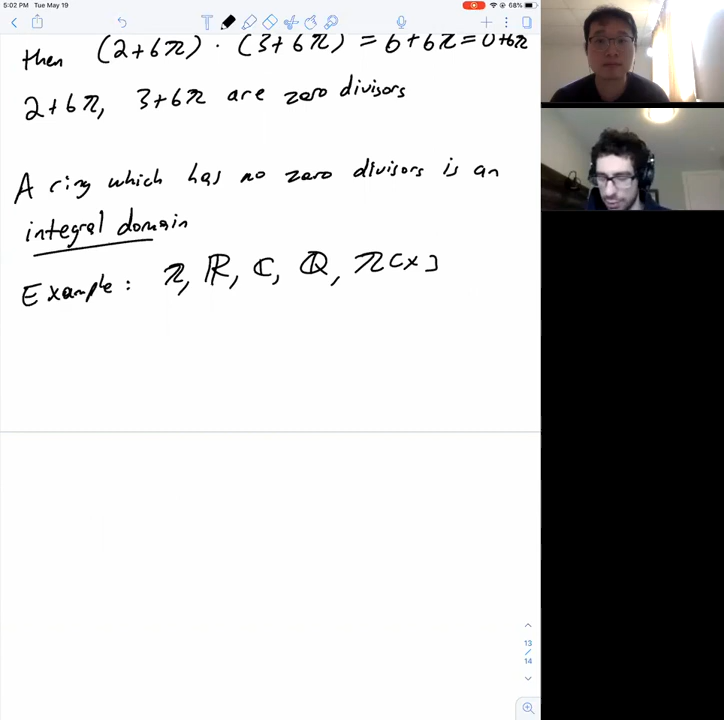 5:02 PM Tue May 19
68%
then (2+6ℤ) · (3+6ℤ) = 6+6ℤ = 0+6ℤ
2+6ℤ, 3+6ℤ are zero divisors
A ring which has no zero divisors is an
integral domain
Example: ℤ, ℝ, ℂ, ℚ, ℤ[x]
13
/
14